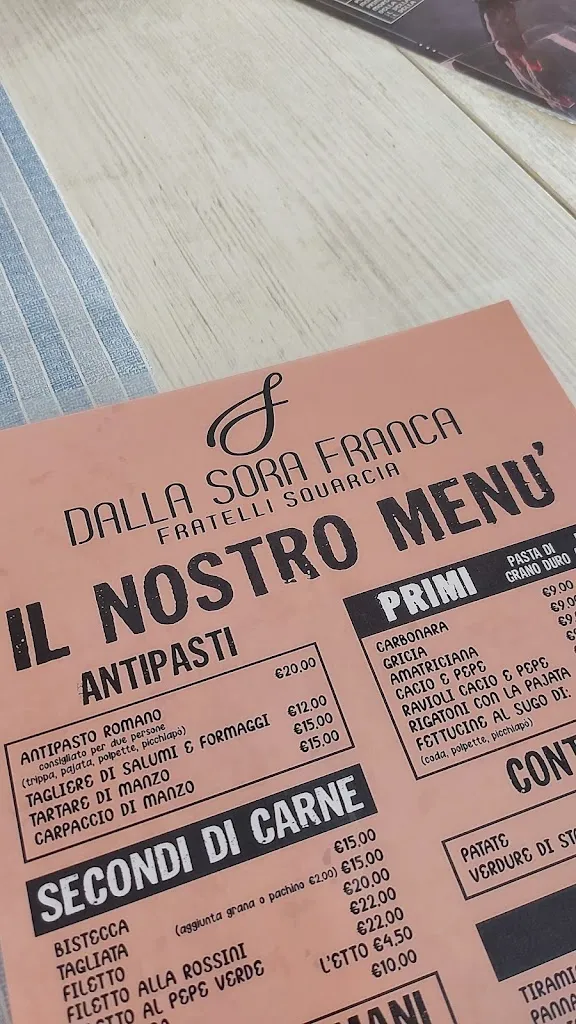 DALLA SORA FRANCA
FRATELLI SQUARCIA
IL NOSTRO MENU'
ANTIPASTI
ANTIPASTO ROMANO €20.00
consigliato per due persone
(trippa, pajata, polpette, picchiapò)
TAGLIERE DI SALUMI E FORMAGGI €12.00
TARTARE DI MANZO €15.00
CARPACCIO DI MANZO €15.00
SECONDI DI CARNE
BISTECCA €15.00
TAGLIATA (aggiunta grana o pachino €2.00) €15.00
FILETTO €20.00
FILETTO ALLA ROSSINI €22.00
AL PEPE VERDE €22.00
L'ETTO €4.50
€10.00
PRIMI
PASTA DI
GRANO DURO
CARBONARA €9.00
GRICIA €9.00
AMATRICIANA
CACIO E PEPE
RAVIOLI CACIO E PEPE
RIGATONI CON LA PAJATA
FETTUCINE AL SUGO DI:
(coda, polpette, picchiapò)
CONT
PATATE
VERDURE DI